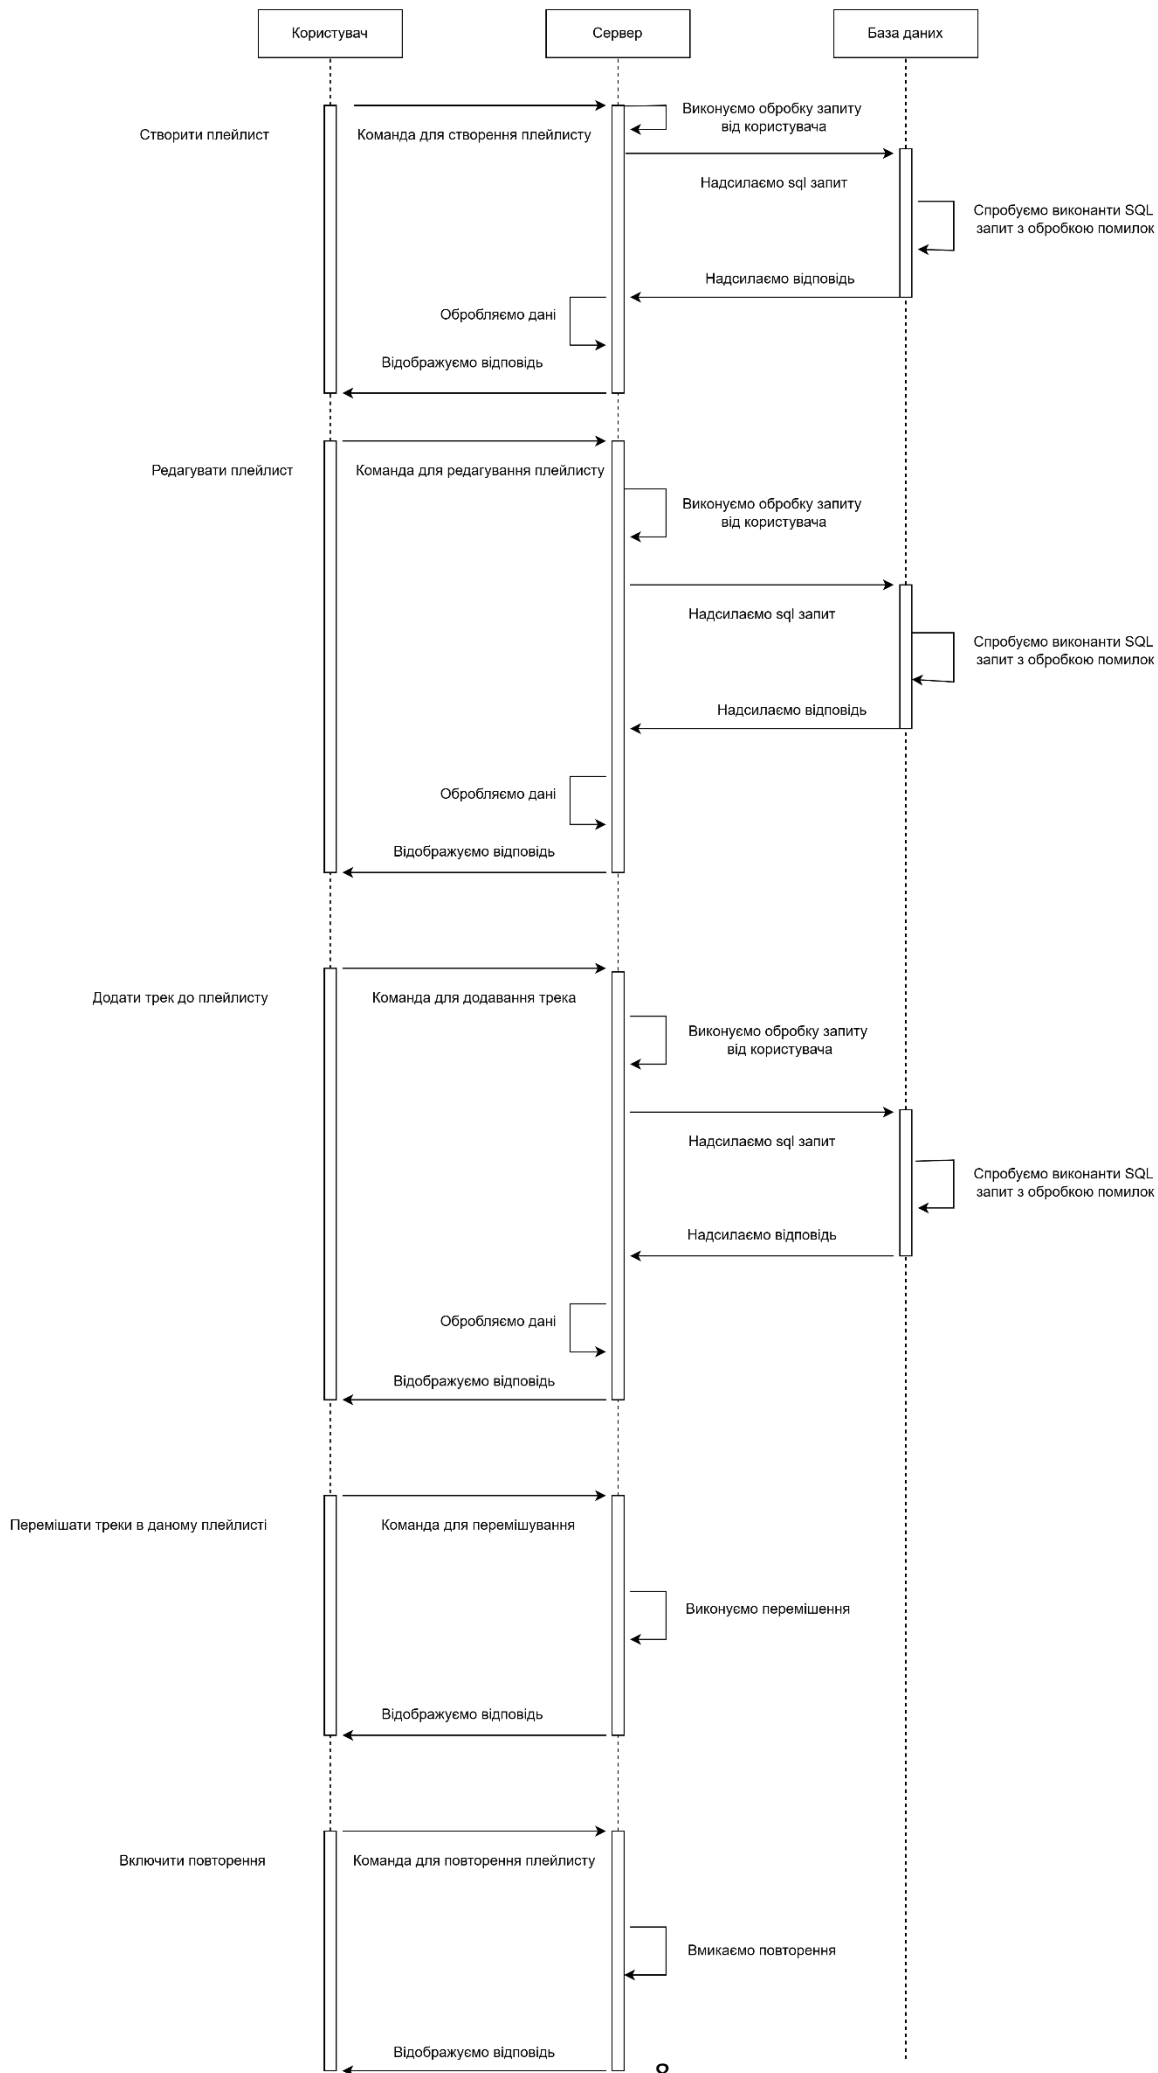 Користувач
Сервер
База даних
Створити плейлист
Команда для створення плейлисту
Виконуємо обробку запиту
від користувача
Надсилаємо sql запит
Спробуємо виконанти SQL
запит з обробкою помилок
Надсилаємо відповідь
Обробляємо дані
Відображуємо відповідь
Редагувати плейлист
Команда для редагування плейлисту
Виконуємо обробку запиту
від користувача
Надсилаємо sql запит
Спробуємо виконанти SQL
запит з обробкою помилок
Надсилаємо відповідь
Обробляємо дані
Відображуємо відповідь
Додати трек до плейлисту
Команда для додавання трека
Виконуємо обробку запиту
від користувача
Надсилаємо sql запит
Спробуємо виконанти SQL
запит з обробкою помилок
Надсилаємо відповідь
Обробляємо дані
Відображуємо відповідь
Перемішати треки в даному плейлисті
Команда для перемішування
Виконуємо перемішення
Відображуємо відповідь
Включити повторення
Команда для повторення плейлисту
Вмикаємо повторення
Відображуємо відповідь